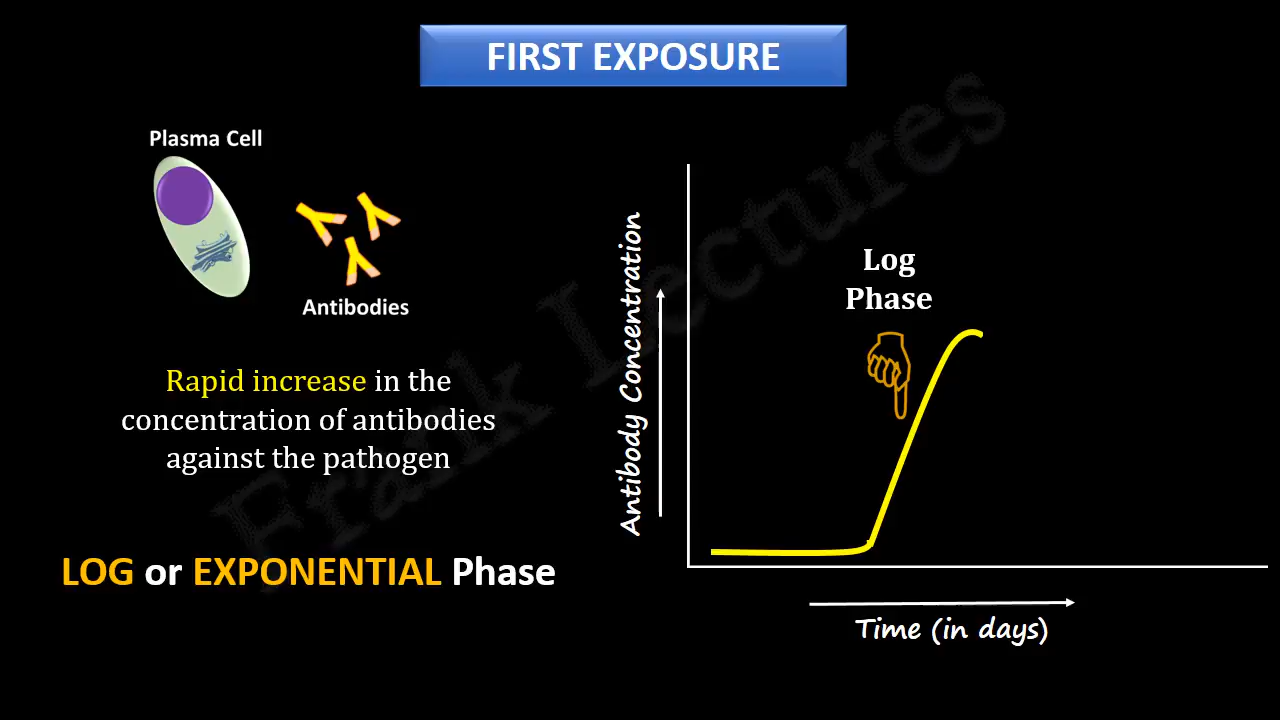 FIRST EXPOSURE
Plasma Cell
Antibodies
Rapid increase in the
concentration of antibodies
against the pathogen
LOG or EXPONENTIAL Phase
Antibody Concentration
Log
Phase
Time (in days)
Frank Lectures